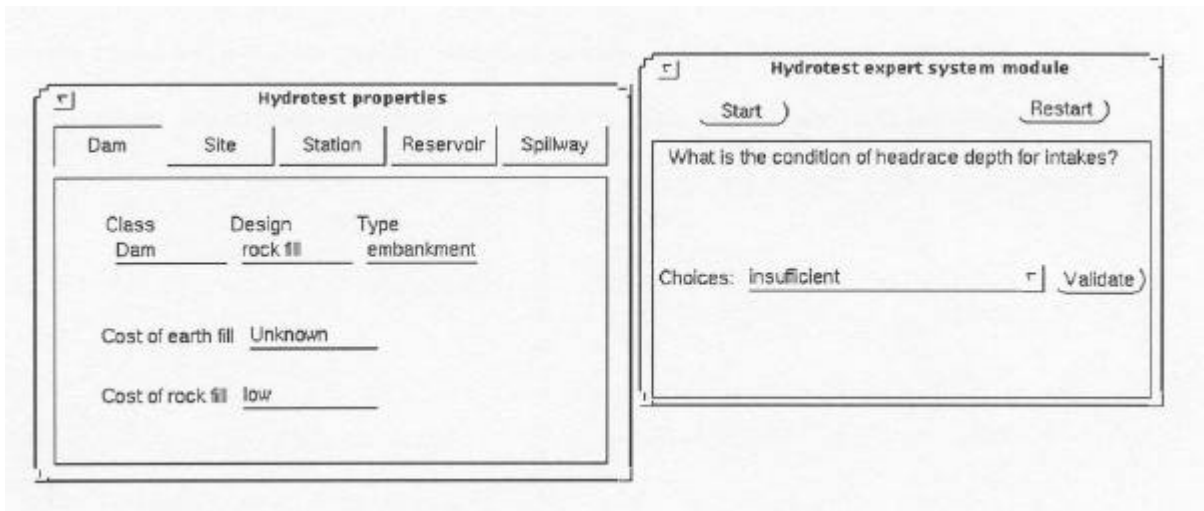 Hydrotest properties
Dam Site Station Reservoir Spillway
Class Design Type
Dam rock fill embankment
Cost of earth fill Unknown
Cost of rock fill low
Hydrotest expert system module
Start Restart
What is the condition of headrace depth for intakes?
Choices: insufficient Validate